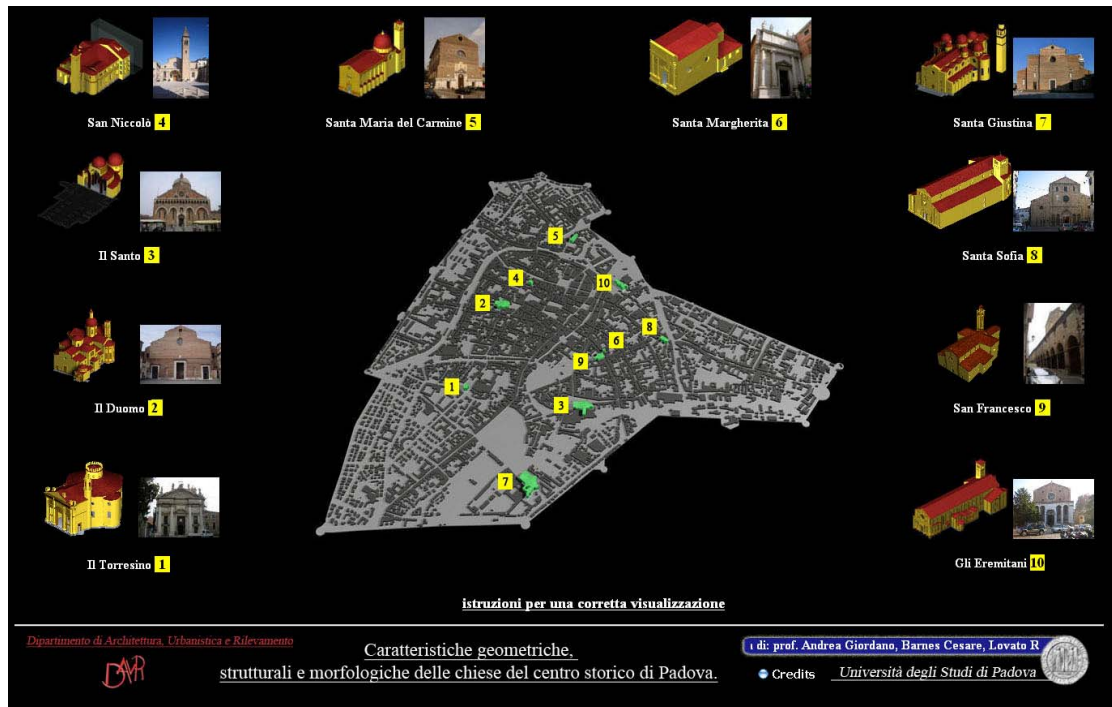 San Niccolò 4
Santa Maria del Carmine 5
Santa Margherita 6
Santa Giustina 7
Il Santo 3
Santa Sofia 8
Il Duomo 2
San Francesco 9
Il Torresino 1
Gli Eremitani 10
5
4
10
2
8
6
9
1
3
7
istruzioni per una corretta visualizzazione
Dipartimento di Architettura, Urbanistica e Rilevamento
DAUR
Caratteristiche geometriche,
strutturali e morfologiche delle chiese del centro storico di Padova.
di: prof. Andrea Giordano, Barnes Cesare, Lovato R
Credits
Università degli Studi di Padova